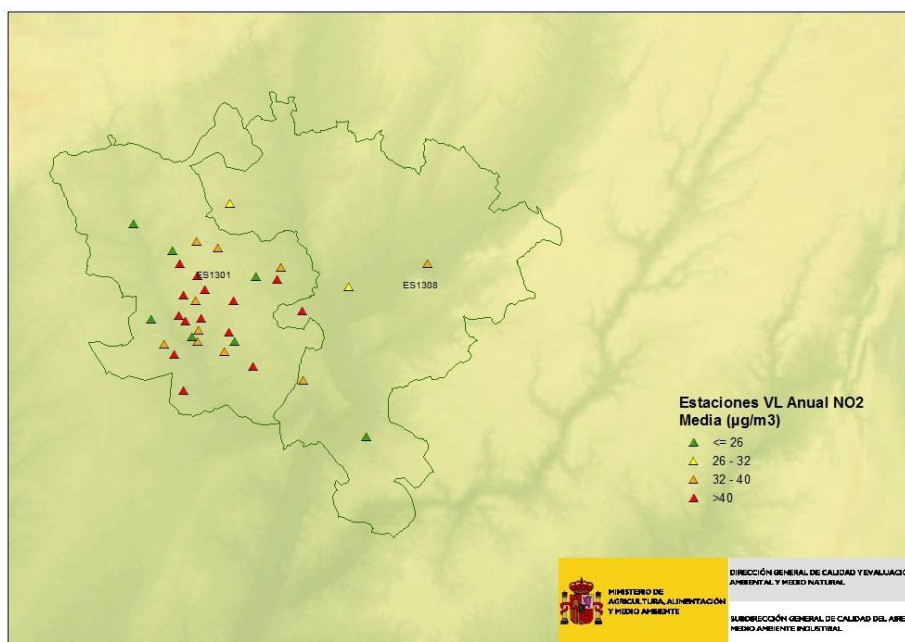 ES1301
ES1308
Estaciones VL Anual NO2
Media (µg/m3)
<= 26
26 - 32
32 - 40
>40
MINISTERIO DE
AGRICULTURA, ALIMENTACIÓN
Y MEDIO AMBIENTE
DIRECCIÓN GENERAL DE CALIDAD Y EVALUACIÓ
AMBIENTAL Y MEDIO NATURAL
SUBDIRECCIÓN GENERAL DE CALIDAD DEL AIRE
MEDIO AMBIENTE INDUSTRIAL